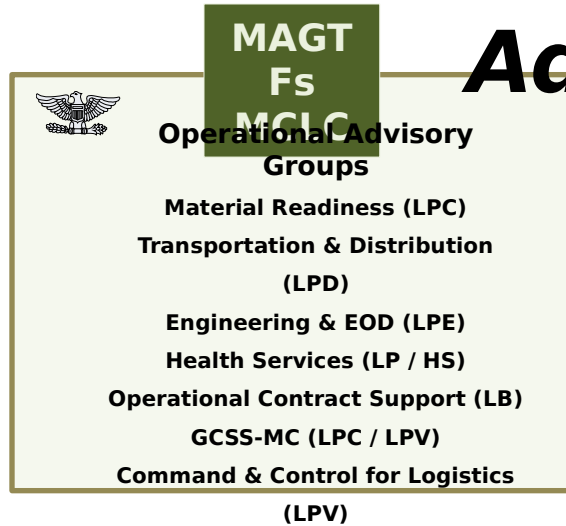 MAGT
Fs
MCLC
Operational Advisory
Groups
Material Readiness (LPC)
Transportation & Distribution
(LPD)
Engineering & EOD (LPE)
Health Services (LP / HS)
Operational Contract Support (LB)
GCSS-MC (LPC / LPV)
Command & Control for Logistics
(LPV)